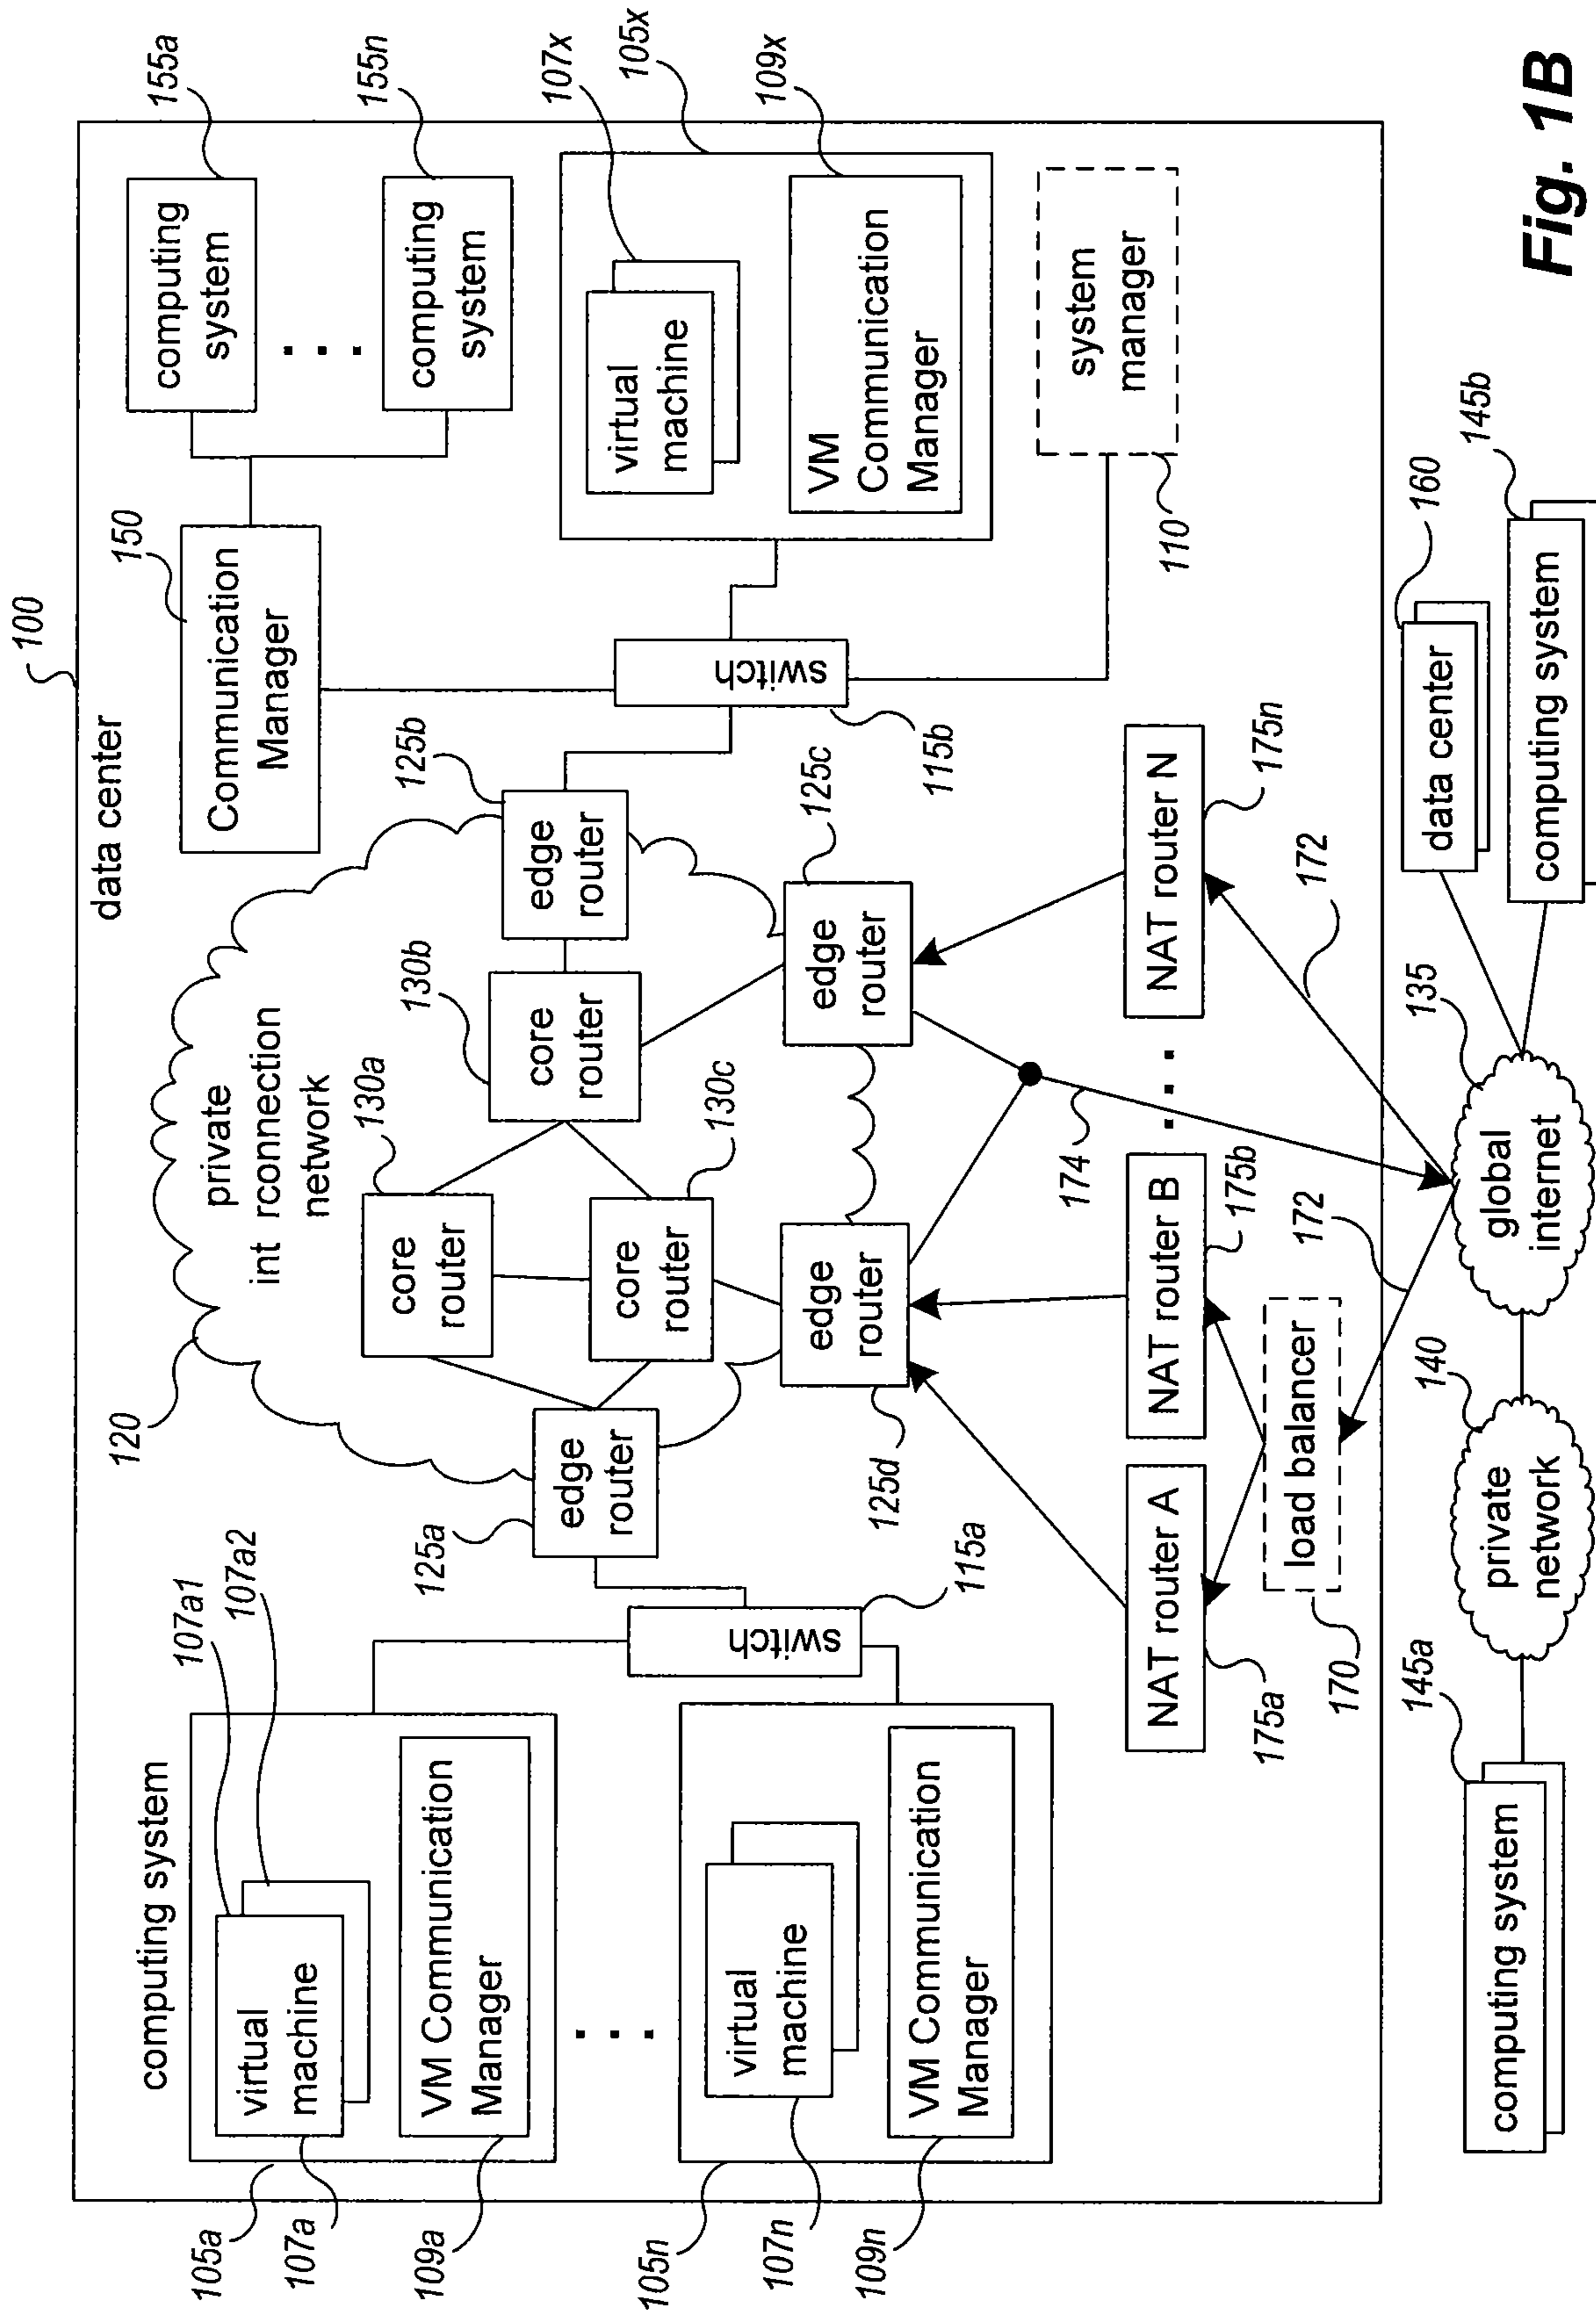 100
data center
computing system
105a
107a
virtual
machine
107a1
107a2
109a
VM Communication
Manager
...
105n
107n
virtual
machine
109n
VM Communication
Manager
switch
115a
120
private
int rconnection
network
125a
edge
router
130a
core
router
130b
core
router
130c
core
router
125b
edge
router
125c
edge
router
125d
edge
router
Communication
Manager
150
computing
system
155a
...
computing
system
155n
switch
115b
virtual
machine
107x
105x
VM
Communication
Manager
109x
system
manager
110
NAT router A
175a
NAT router B
175b
...
NAT router N
175n
load balancer
170
172
174
172
computing system
145a
private
network
140
global
internet
135
data center
160
computing system
145b
Fig. 1B